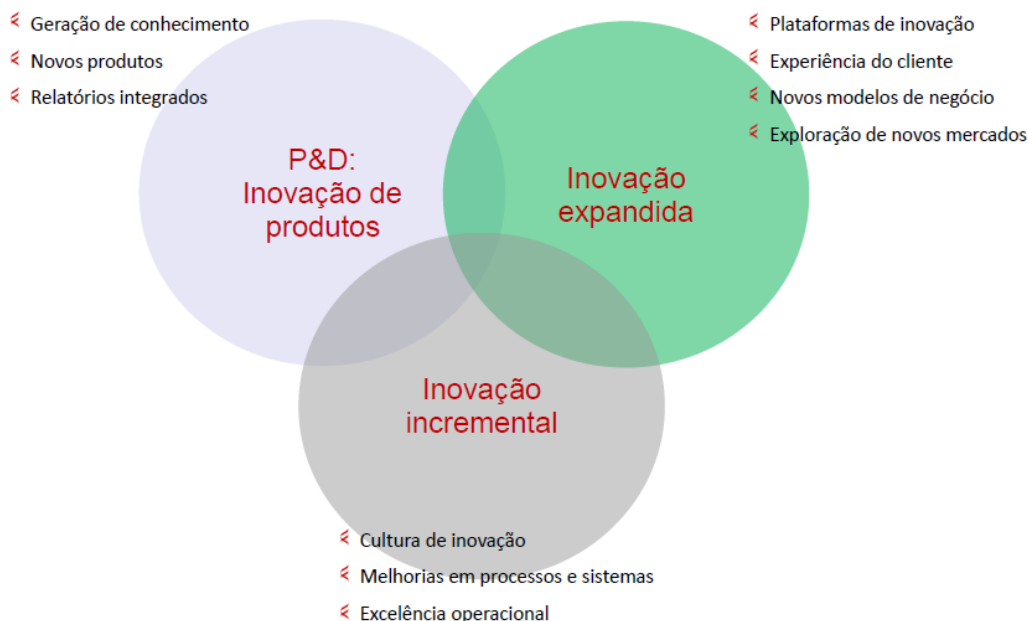 Geração de conhecimento
Novos produtos
Relatórios integrados
Plataformas de inovação
Experiência do cliente
Novos modelos de negócio
Exploração de novos mercados
P&D:
Inovação de
produtos
Inovação
expandida
Inovação
incremental
Cultura de inovação
Melhorias em processos e sistemas
Excelência operacional